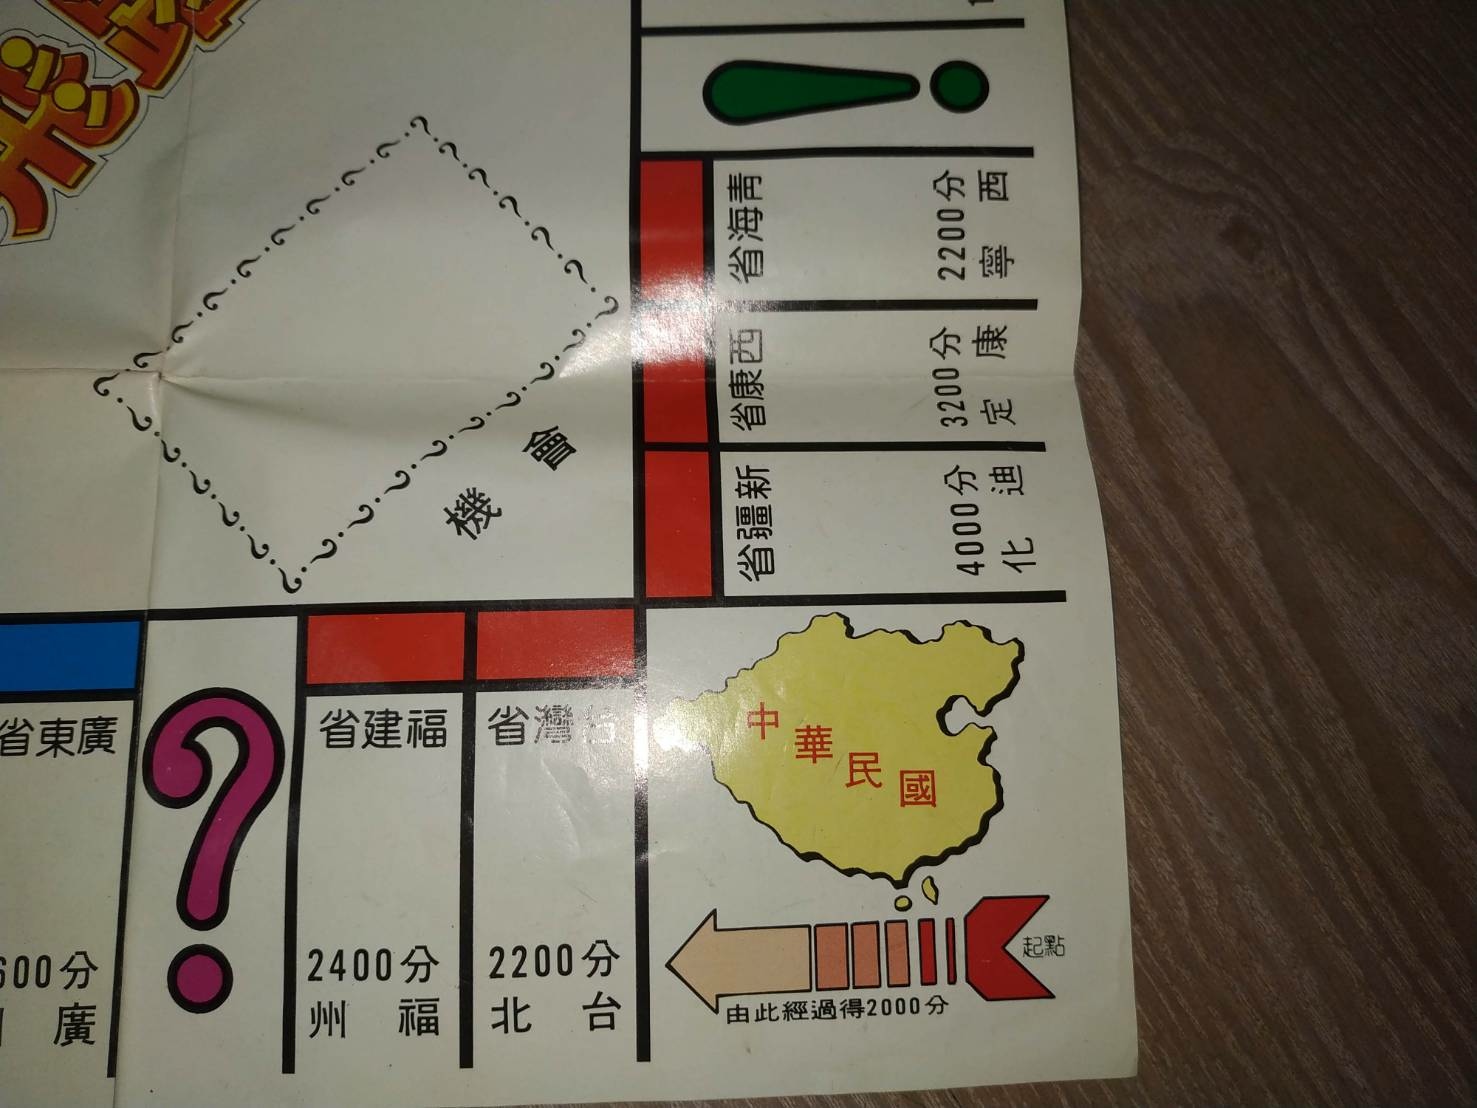 靑海省
2200分
西寧
西康省
3200分
康定
新疆省
4000分
迪化
機會
中華民國
起點
由此經過得2000分
台灣省
2200分
台北
福建省
2400分
福州
廣東省
00分
廣